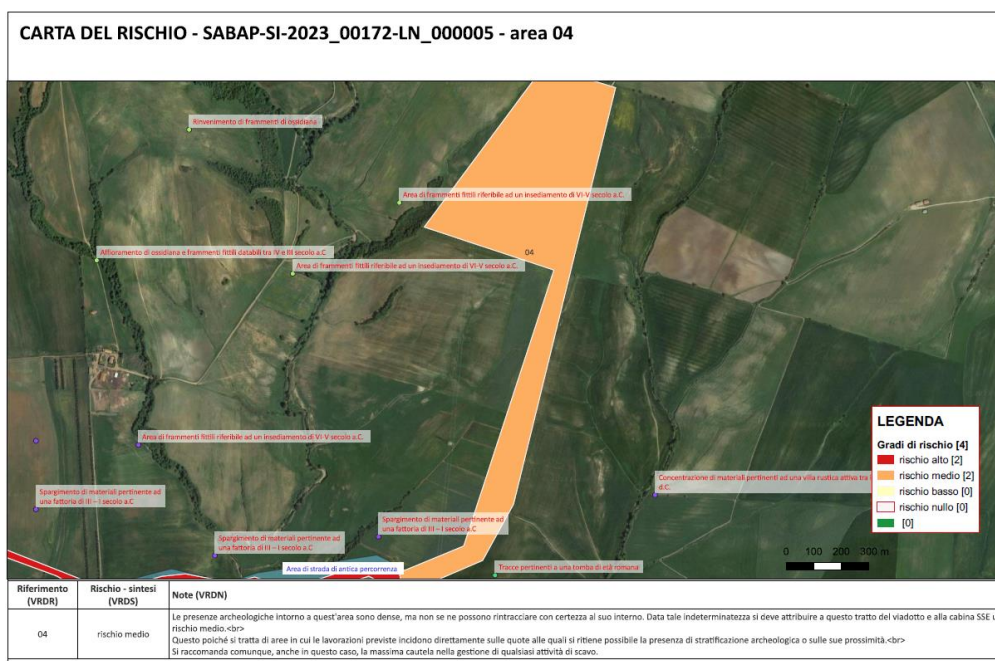 CARTA DEL RISCHIO - SABAP-SI-2023_00172-LN_000005 - area 04
Rinvenimento di frammenti di ossidiana
Area di frammenti fittili riferibile ad un insediamento di VI-V secolo a.C.
04
Affioramento di ossidiana e frammenti fittili databili tra IV e III secolo a.C
Area di frammenti fittili riferibile ad un insediamento di VI-V secolo a.C.
Area di frammenti fittili riferibile ad un insediamento di VI-V secolo a.C.
Spargimento di materiali pertinente ad
una fattoria di III – I secolo a.C
Spargimento di materiali pertinente ad
una fattoria di III – I secolo a.C
Spargimento di materiali pertinente ad
una fattoria di III – I secolo a.C
Concentrazione di materiali pertinenti ad una villa rustica attiva tra
d.C.
Area di strada di antica percorrenza
Tracce pertinenti a una tomba di età romana
LEGENDA
Gradi di rischio [4]
rischio alto [2]
rischio medio [2]
rischio basso [0]
rischio nullo [0]
[0]
0 100 200 300 m
Riferimento
(VRDR)
Rischio - sintesi
(VRDS)
Note (VRDN)
04
rischio medio
Le presenze archeologiche intorno a quest'area sono dense, ma non se ne possono rintracciare con certezza al suo interno. Data tale indeterminatezza si deve attribuire a questo tratto del viadotto e alla cabina SSE u
rischio medio.<br>
Questo poiché si tratta di aree in cui le lavorazioni previste incidono direttamente sulle quote alle quali si ritiene possibile la presenza di stratificazione archeologica o sulle sue prossimità.<br>
Si raccomanda comunque, anche in questo caso, la massima cautela nella gestione di qualsiasi attività di scavo.